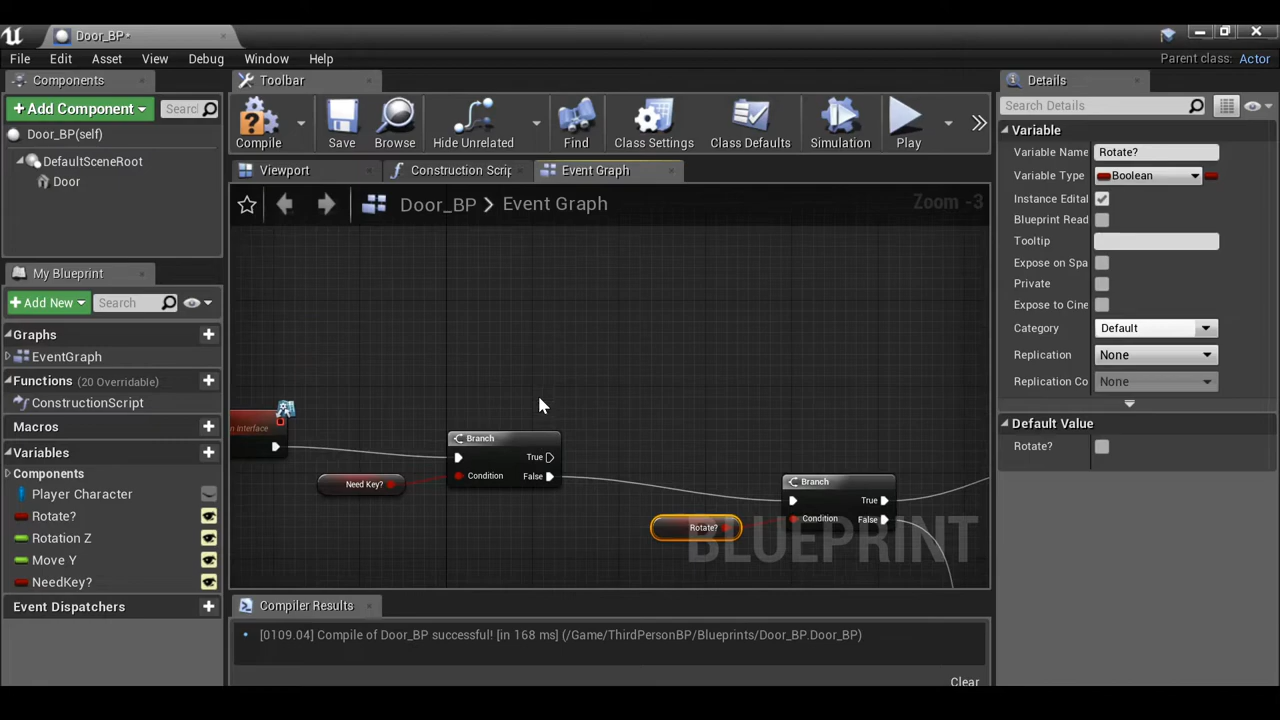 Door_BP•
File Edit Asset View Debug Window Help
Parent class: Actor
Components
+ Add Component
Searcl
Door_BP(self)
DefaultSceneRoot
Door
My Blueprint
+ Add New
Search
Graphs
EventGraph
Functions (20 Overridable)
ConstructionScript
Macros
Variables
Components
Player Character
Rotate?
Rotation Z
Move Y
NeedKey?
Event Dispatchers
Toolbar
Compile
Save
Browse
Hide Unrelated
Find
Class Settings
Class Defaults
Simulation
Play
Viewport
Construction Scrip
Event Graph
Door_BP > Event Graph
Zoom -3
n Interface
Need Key?
Branch
True
Condition False
Rotate?
Branch
True
Condition False
BLUEPRINT
Compiler Results
[0109.04] Compile of Door_BP successful! [in 168 ms] (/Game/ThirdPersonBP/Blueprints/Door_BP.Door_BP)
Clear
Details
Search Details
Variable
Variable Name Rotate?
Variable Type Boolean
Instance Edital
Blueprint Read
Tooltip
Expose on Spa
Private
Expose to Cine
Category Default
Replication None
Replication Co None
Default Value
Rotate?